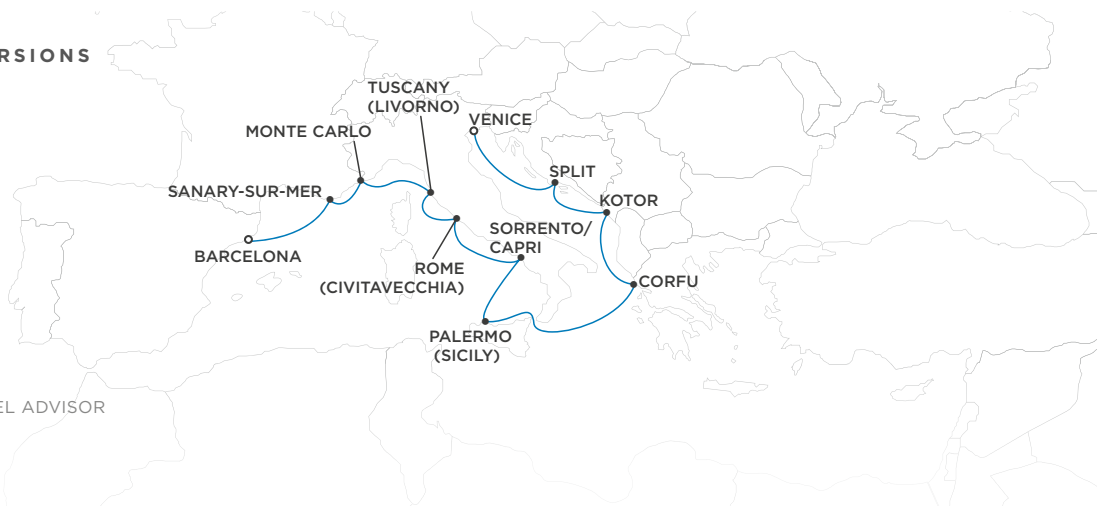 RSIONS
TUSCANY
(LIVORNO)
VENICE
MONTE CARLO
SPLIT
SANARY-SUR-MER
KOTOR
SORRENTO/
CAPRI
BARCELONA
ROME
(CIVITAVECCHIA)
CORFU
PALERMO
(SICILY)
EL ADVISOR